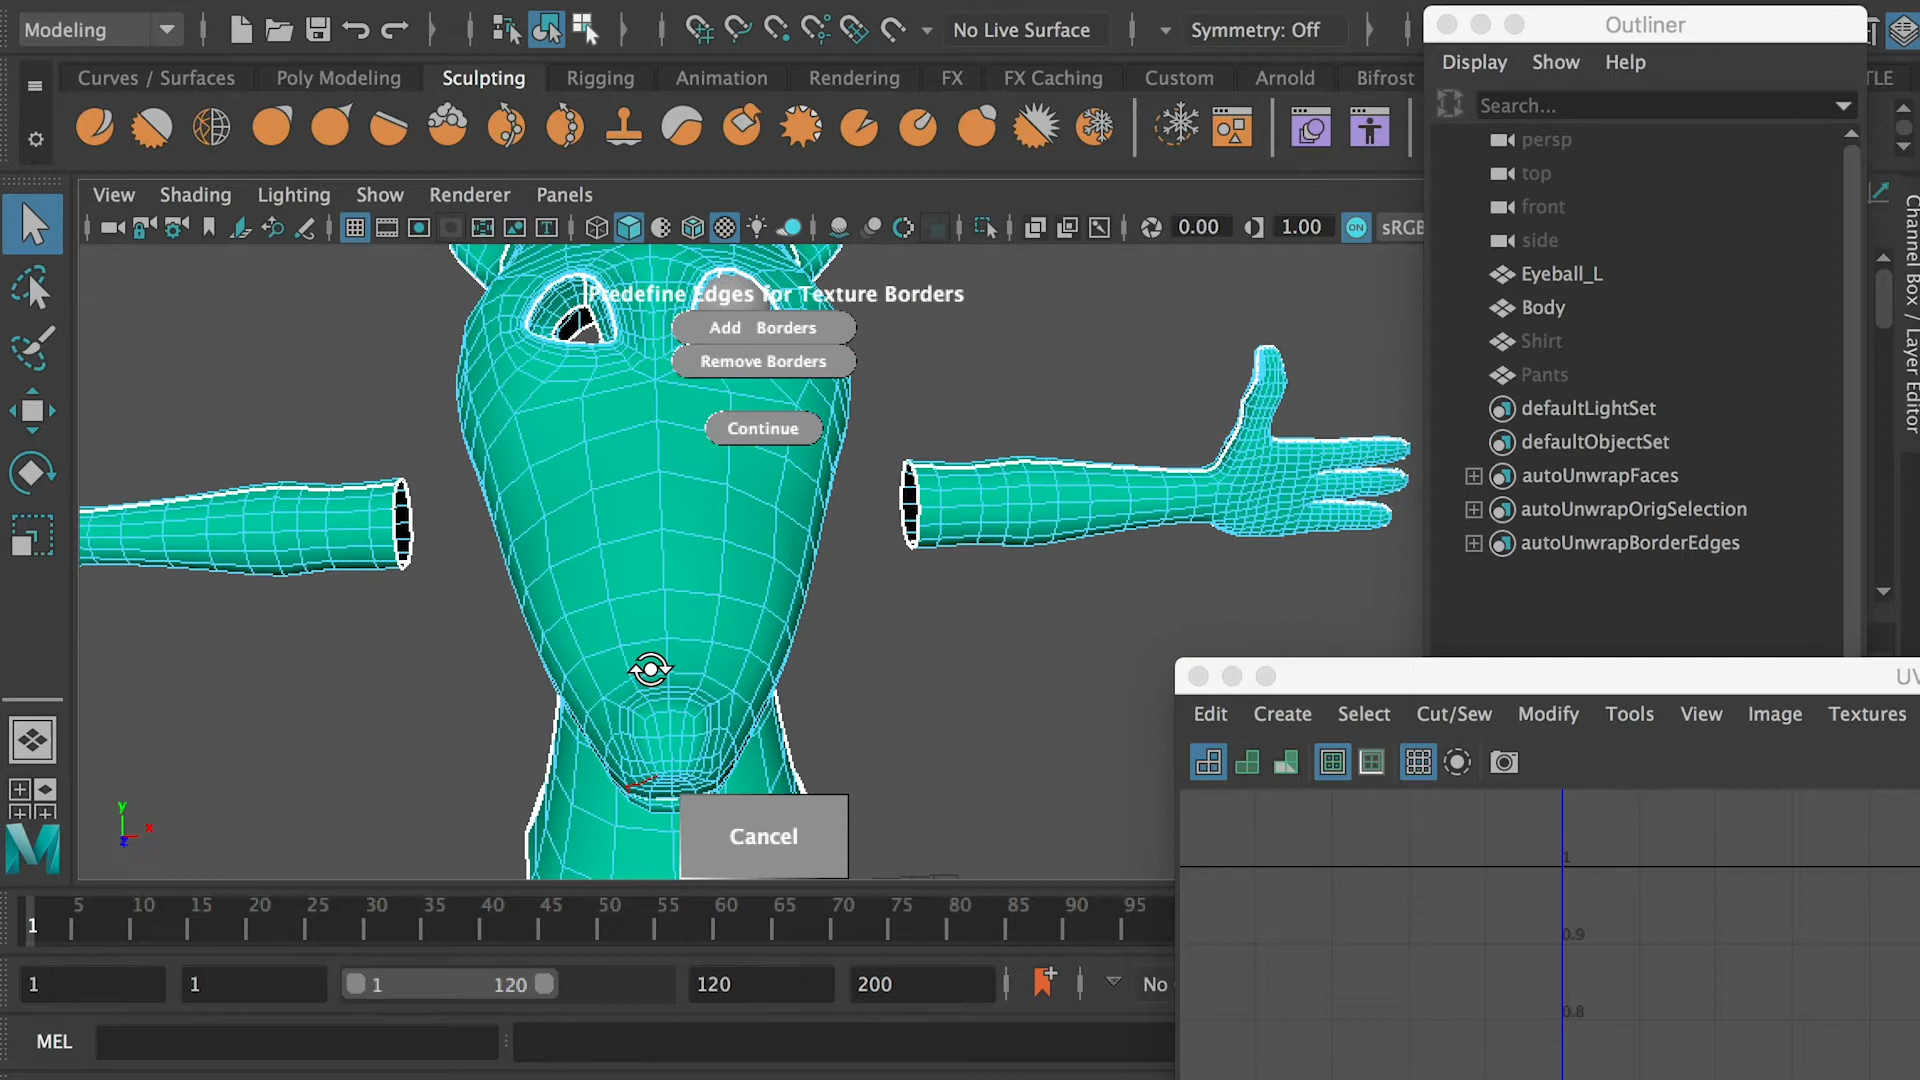 Modeling
No Live Surface
Symmetry: Off
Outliner
Curves / Surfaces
Poly Modeling
Sculpting
Rigging
Animation
Rendering
FX
FX Caching
Custom
Arnold
Bifrost
TLE
Display
Show
Help
Search...
persp
top
front
side
Eyeball_L
Body
Shirt
Pants
defaultLightSet
defaultObjectSet
autoUnwrapFaces
autoUnwrapOrigSelection
autoUnwrapBorderEdges
Channel Box / Layer Editor
View
Shading
Lighting
Show
Renderer
Panels
0.00
1.00
ON
sRGB
Predefine Edges for Texture Borders
Add Borders
Remove Borders
Continue
Cancel
y
x
z
UV
Edit
Create
Select
Cut/Sew
Modify
Tools
View
Image
Textures
1
0.9
0.8
5 10 15 20 25 30 35 40 45 50 55 60 65 70 75 80 85 90 95
1
1
1
1
120
120
200
No
MEL